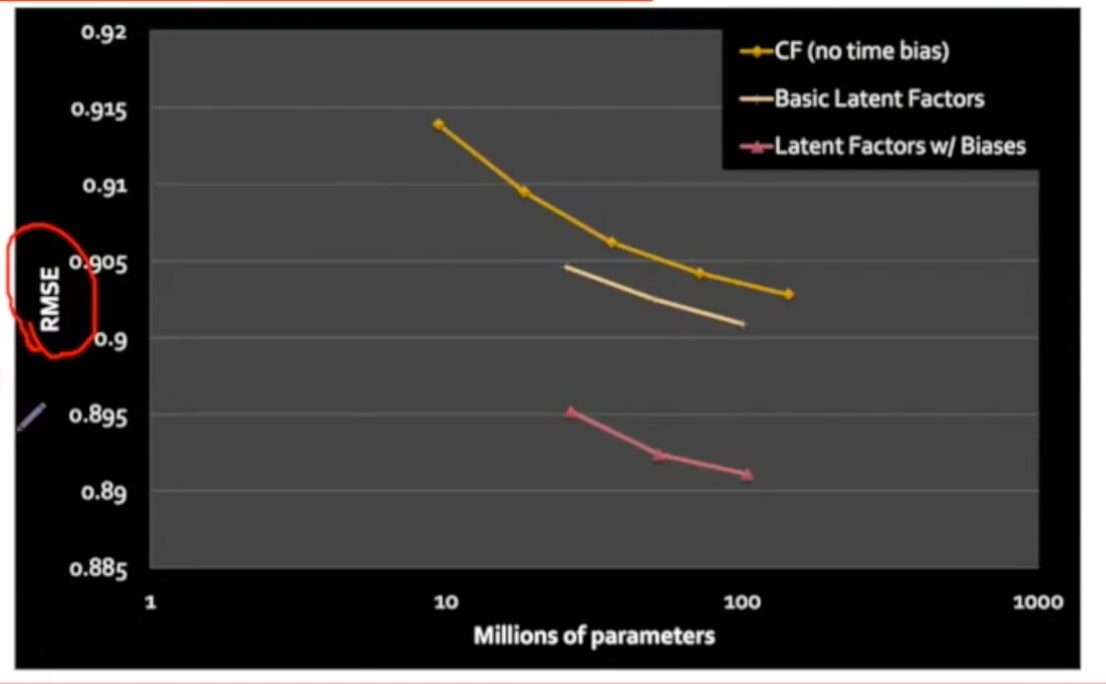 0.92
CF (no time bias)
0.915
Basic Latent Factors
Latent Factors w/ Biases
0.91
0.905
RMSE
0.9
0.895
0.89
0.885
1 10 100 1000
Millions of parameters